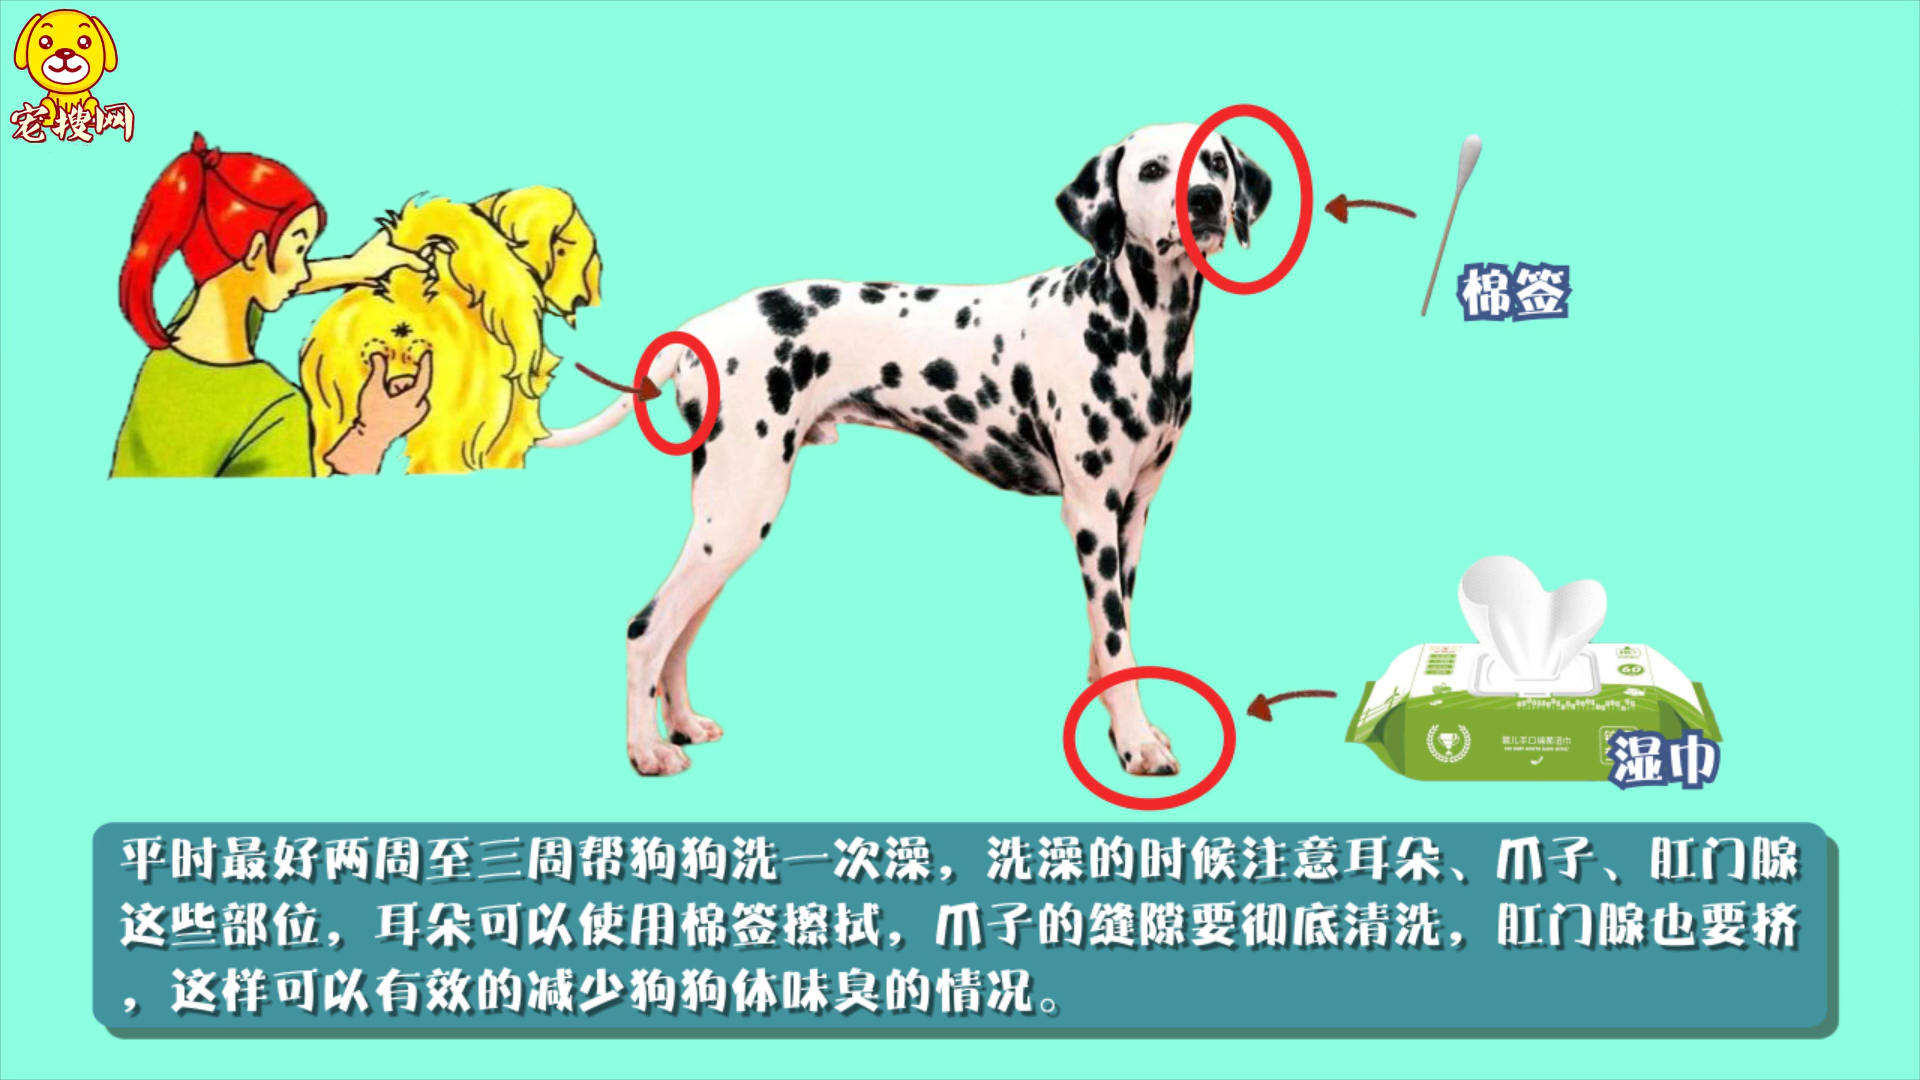 宠搜网
棉签
60
湿巾
平时最好两周至三周帮狗狗洗一次澡，洗澡的时候注意耳朵、爪子、肛门腺
这些部位，耳朵可以使用棉签擦拭，爪子的缝隙要彻底清洗，肛门腺也要挤
，这样可以有效的减少狗狗体味臭的情况。